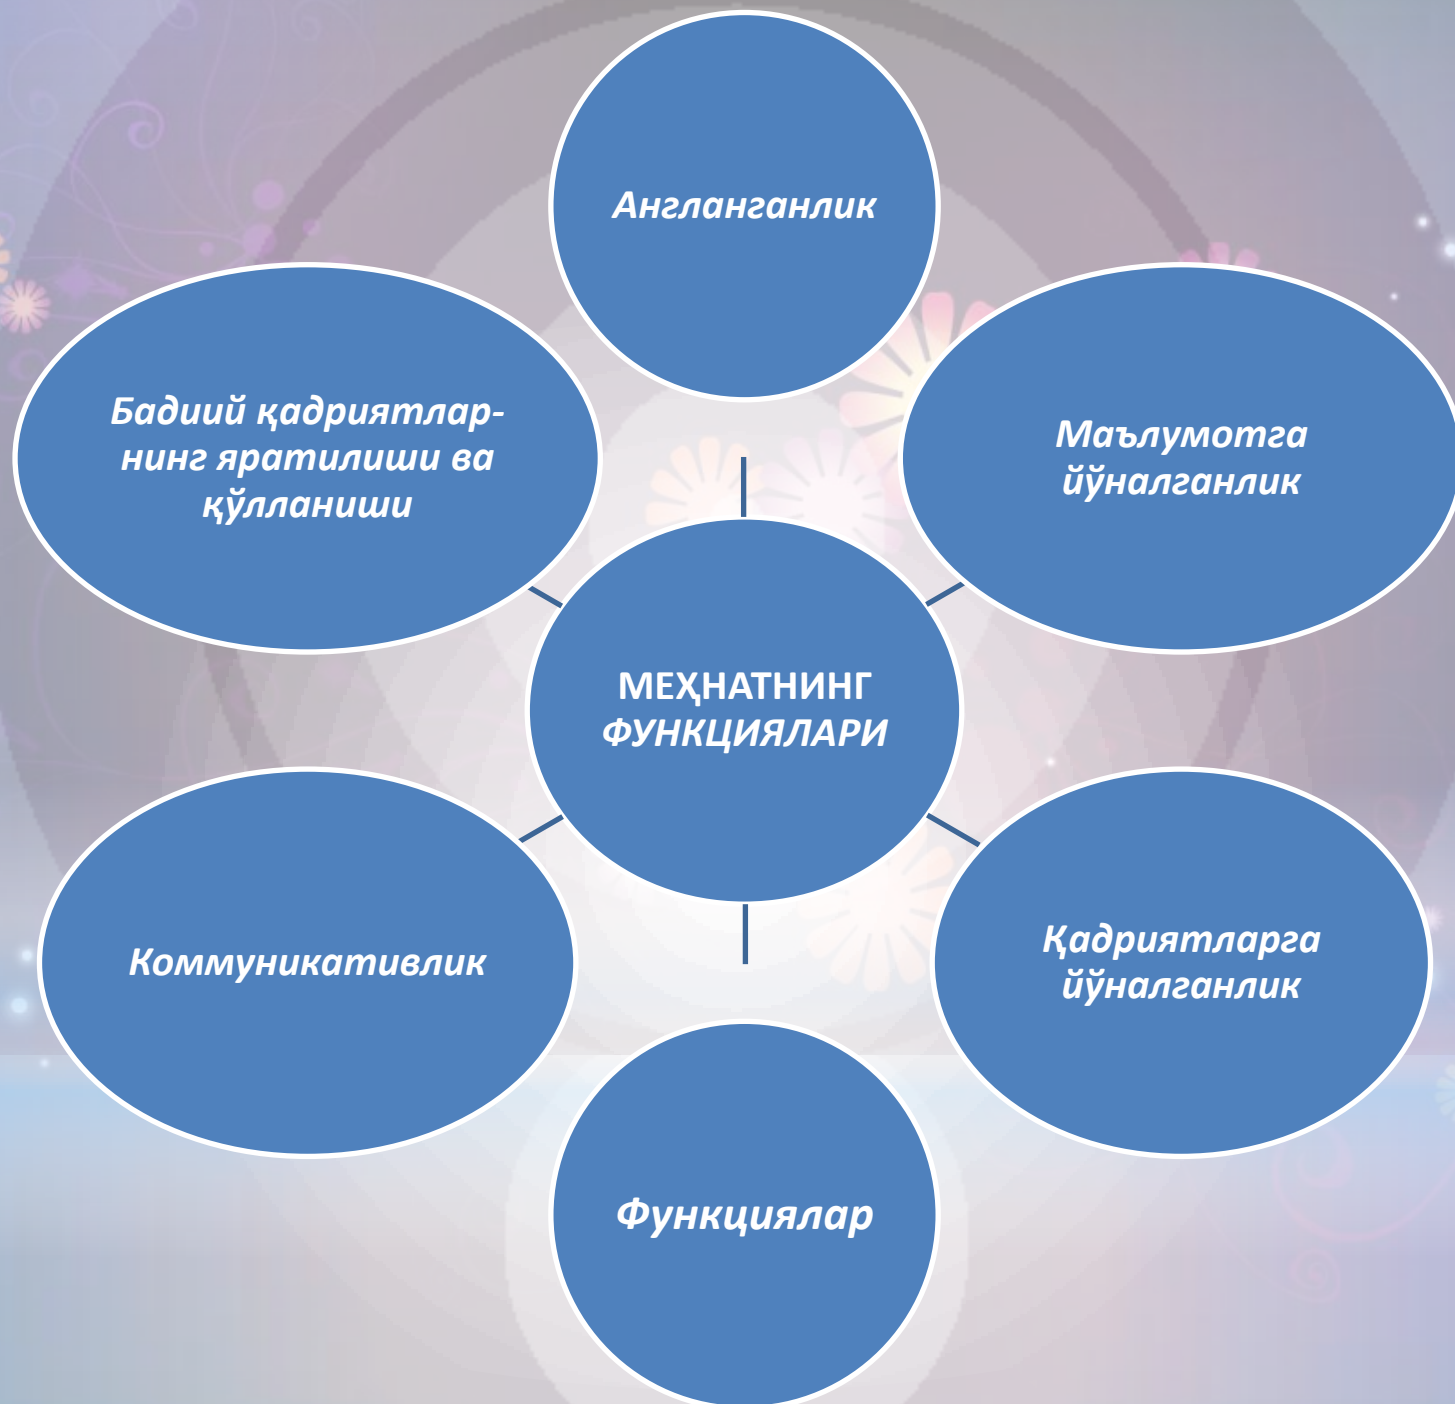 Англанганлик
Бадиий қадриятлар-
нинг яратилиши ва
қўлланиши
Маълумотга
йўналганлик
МЕҲНАТНИНГ
ФУНКЦИЯЛАРИ
Коммуникативлик
Қадриятларга
йўналганлик
Функциялар